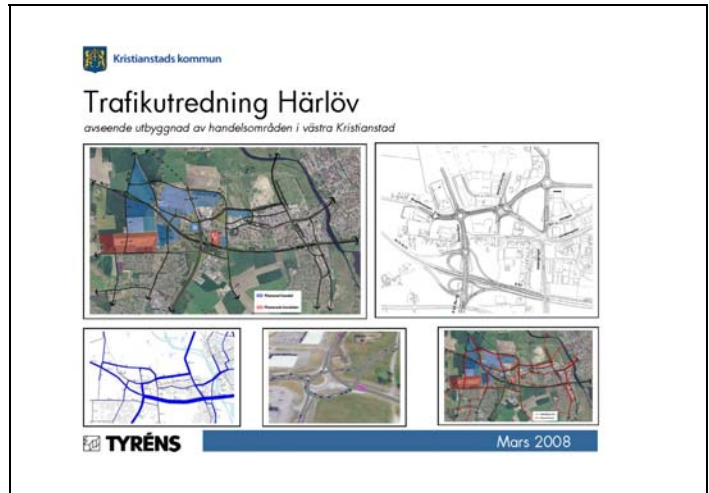 Kristianstads kommun
Trafikutredning Härlöv
avseende utbyggnad av handelsområden i västra Kristianstad
TYRÉNS
Mars 2008